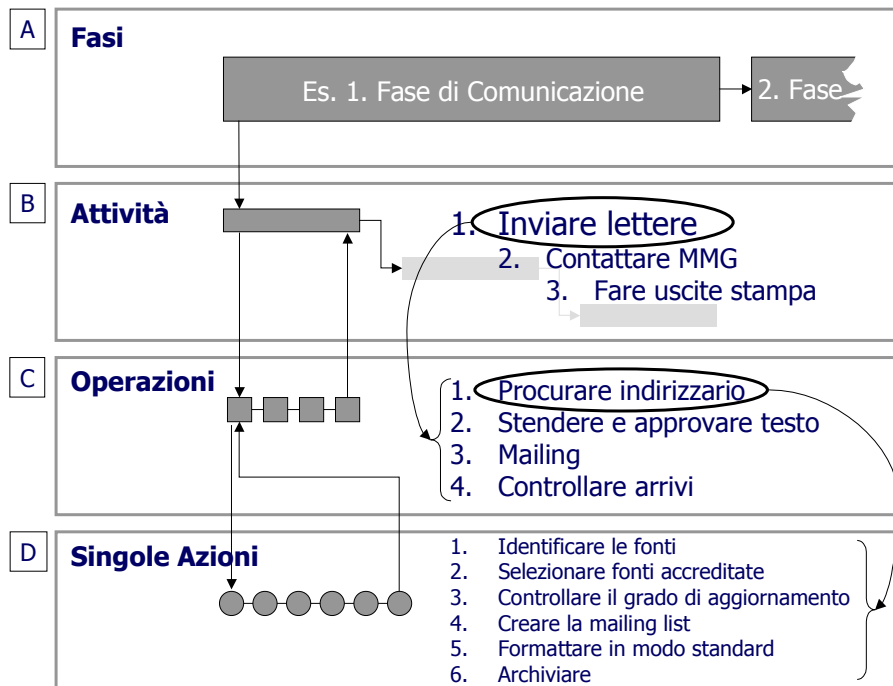 A
Fasi
Es. 1. Fase di Comunicazione
2. Fase
B
Attività
1. Inviare lettere
2. Contattare MMG
3. Fare uscite stampa
C
Operazioni
1. Procurare indirizzario
2. Stendere e approvare testo
3. Mailing
4. Controllare arrivi
D
Singole Azioni
1. Identificare le fonti
2. Selezionare fonti accreditate
3. Controllare il grado di aggiornamento
4. Creare la mailing list
5. Formattare in modo standard
6. Archiviare